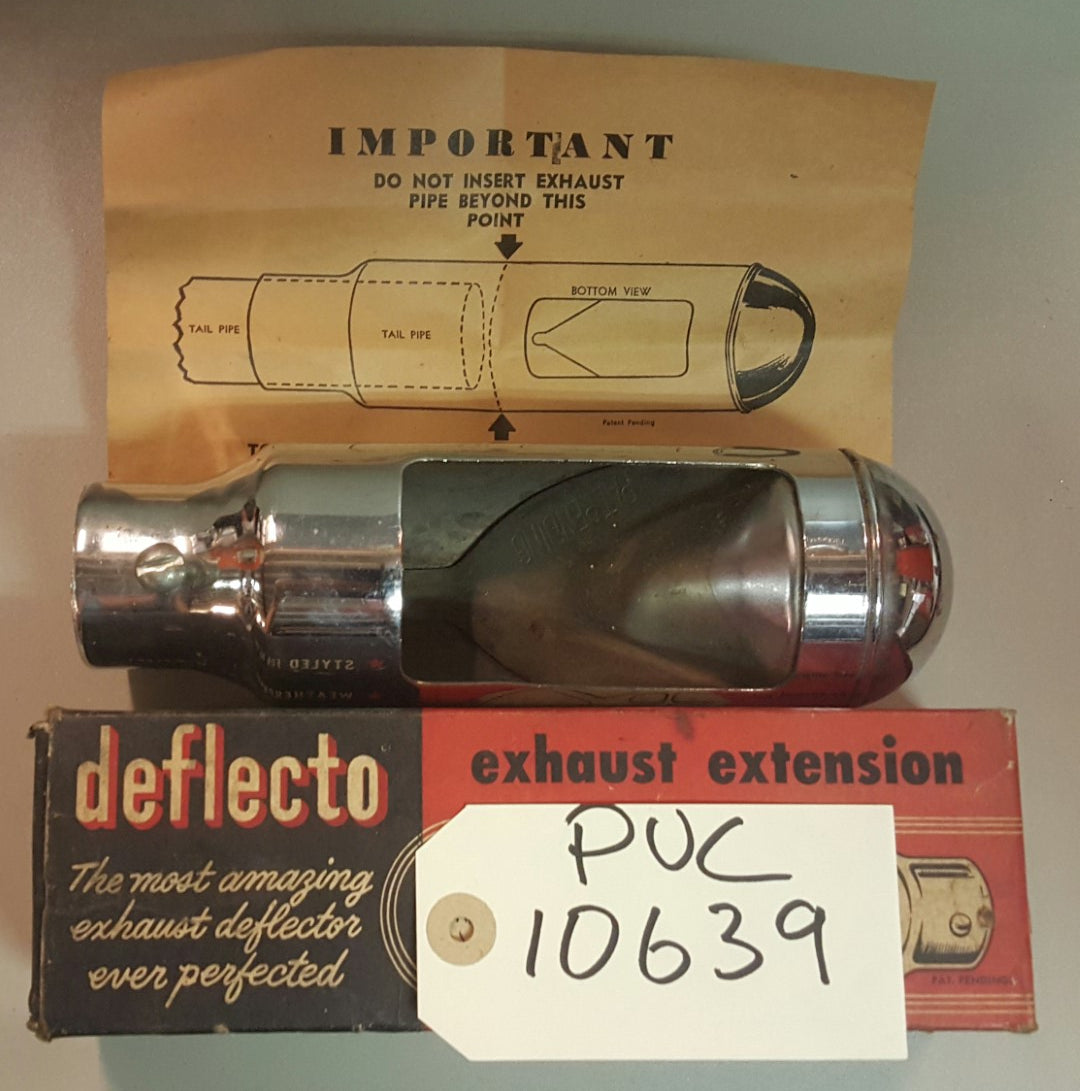 IMPORTANT
DO NOT INSERT EXHAUST
PIPE BEYOND THIS
POINT
BOTTOM VIEW
TAIL PIPE
TAIL PIPE
Patent Pending
STYLED
deflecto
exhaust extension
The most amazing
exhaust deflector
ever perfected
PUC
10639
PAT. PENDING